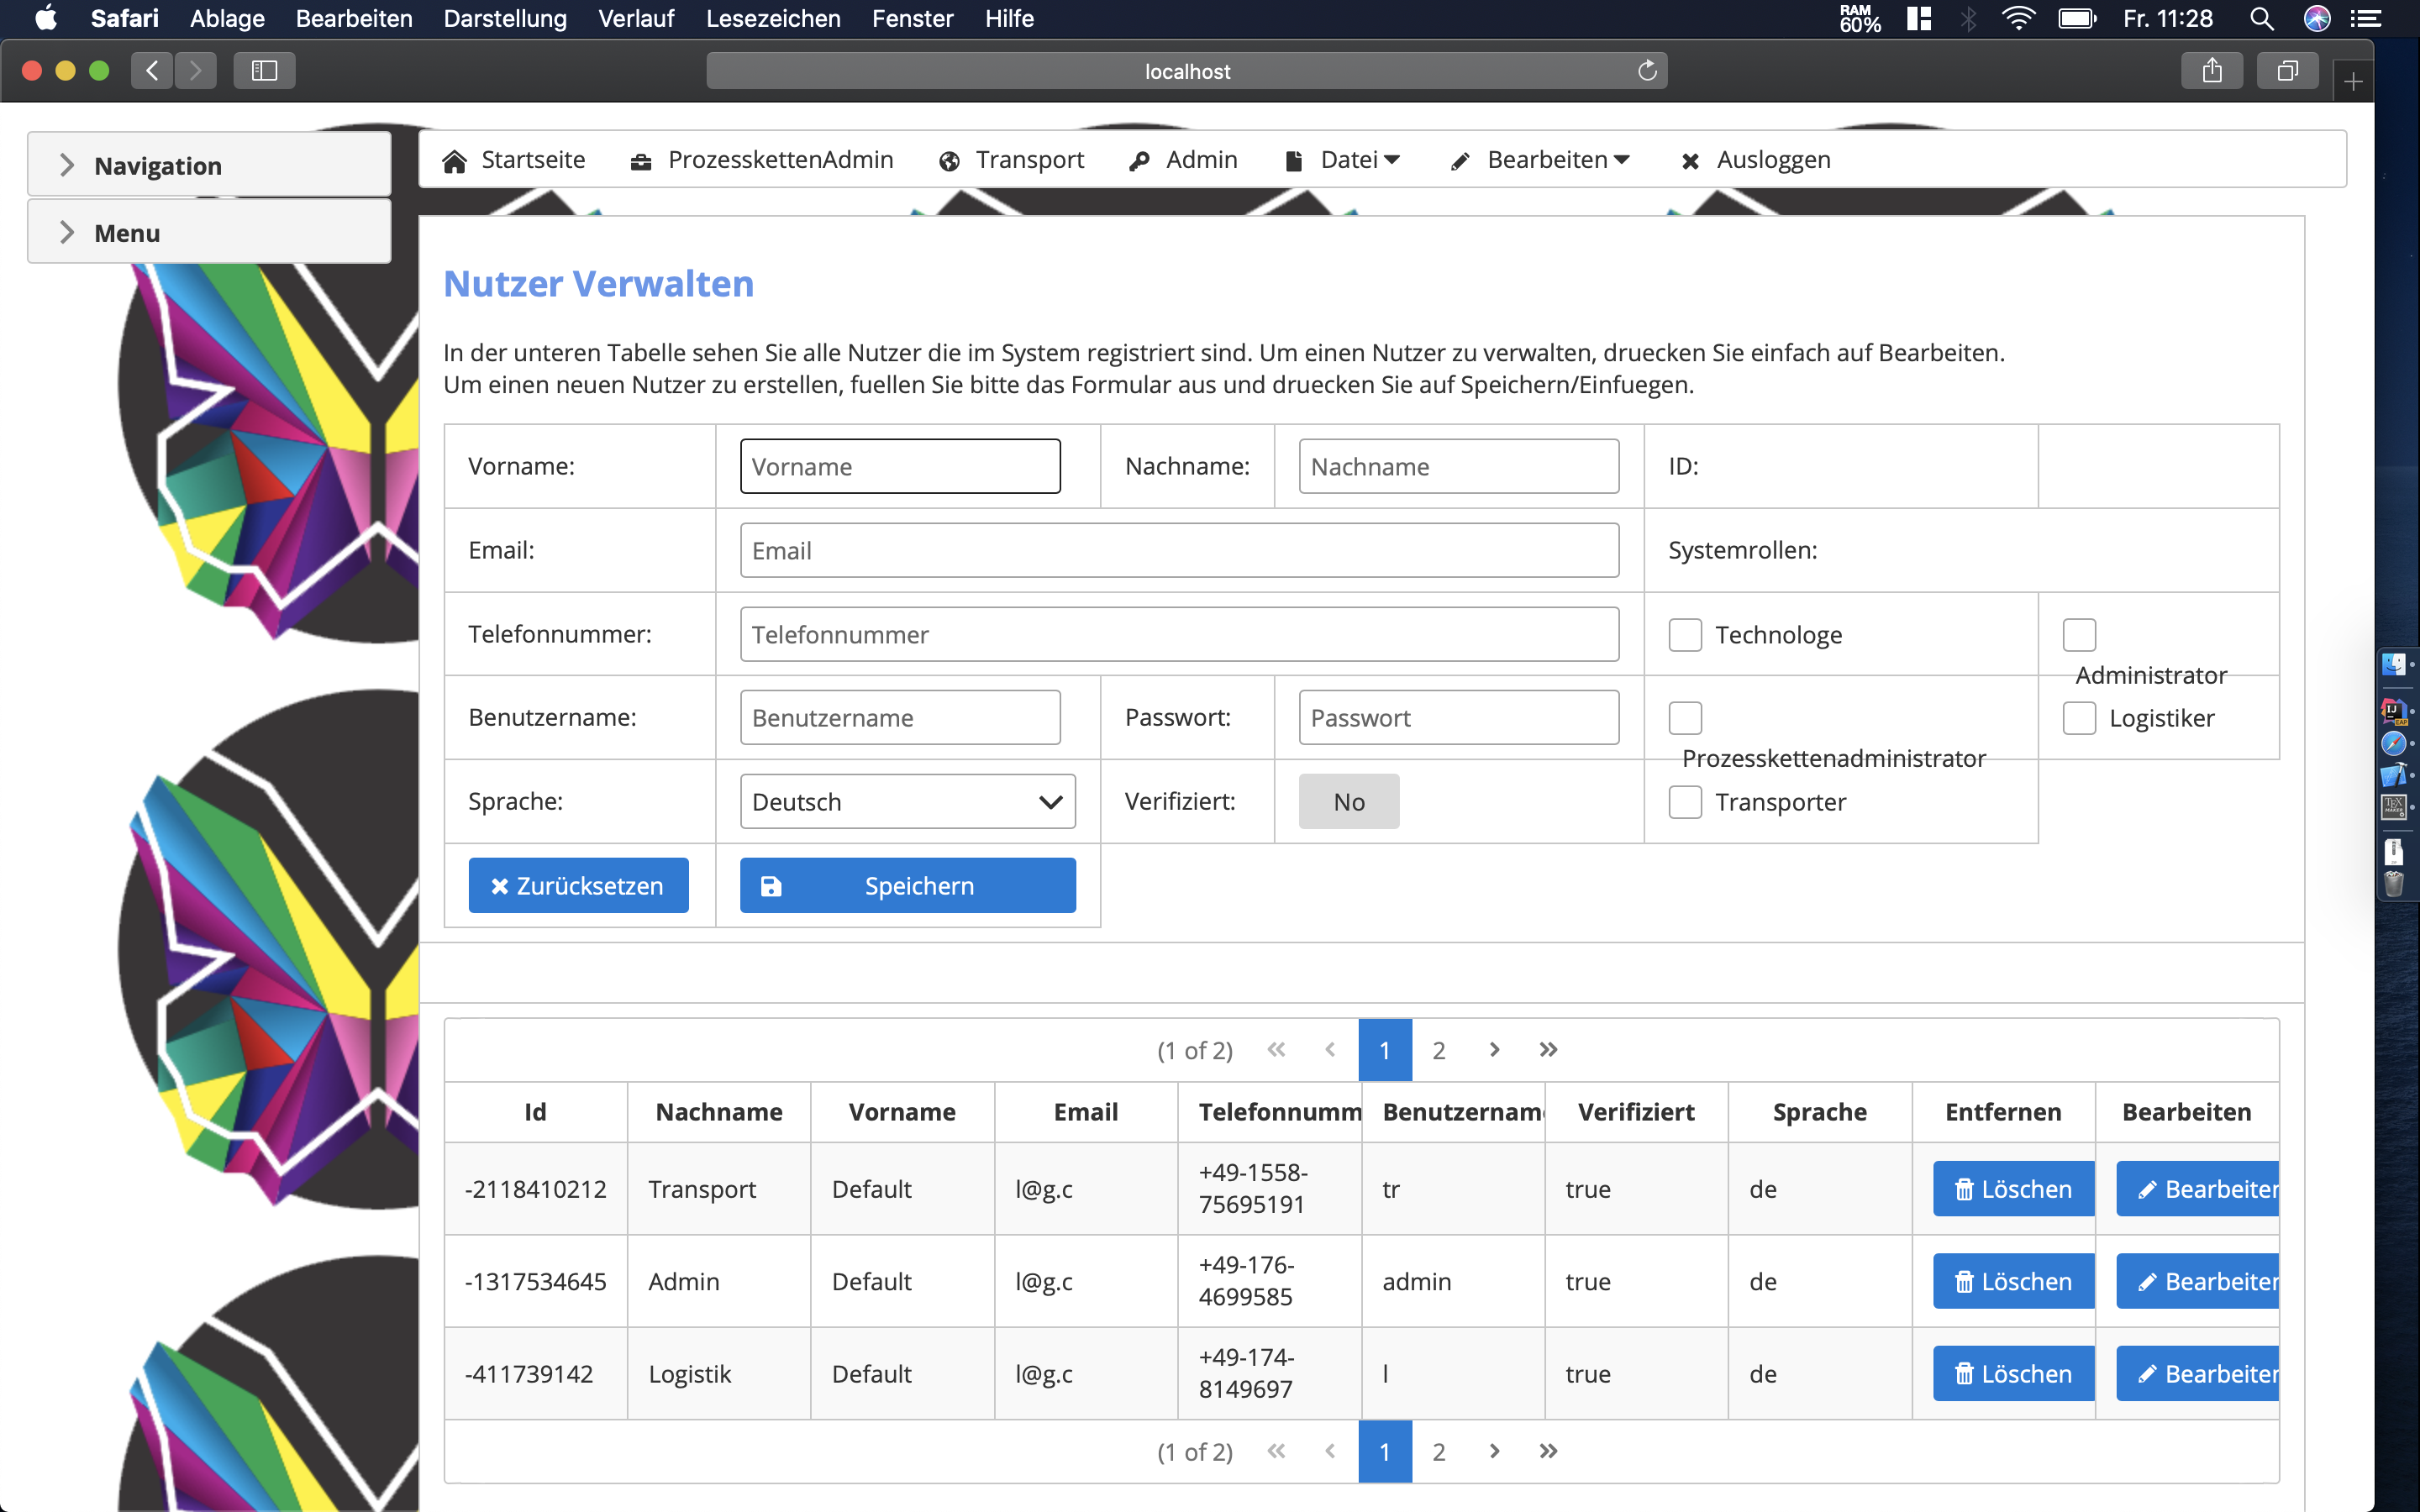 Safari Ablage Bearbeiten Darstellung Verlauf Lesezeichen Fenster Hilfe RAM 60% Fr. 11:28
localhost
Navigation
Menu
Startseite ProzesskettenAdmin Transport Admin Datei Bearbeiten Ausloggen
Nutzer Verwalten
In der unteren Tabelle sehen Sie alle Nutzer die im System registriert sind. Um einen Nutzer zu verwalten, druecken Sie einfach auf Bearbeiten.
Um einen neuen Nutzer zu erstellen, fuellen Sie bitte das Formular aus und druecken Sie auf Speichern/Einfuegen.
Vorname: Vorname Nachname: Nachname ID:
Email: Email Systemrollen:
Telefonnummer: Telefonnummer Technologe Administrator
Benutzername: Benutzername Passwort: Passwort Prozesskettenadministrator Logistiker
Sprache: Deutsch Verifiziert: No Transporter
Zurücksetzen Speichern
(1 of 2) 1 2
Id Nachname Vorname Email Telefonnumm Benutzernam Verifiziert Sprache Entfernen Bearbeiten
-2118410212 Transport Default l@g.c +49-1558-75695191 tr true de Löschen Bearbeiten
-1317534645 Admin Default l@g.c +49-176-4699585 admin true de Löschen Bearbeiten
-411739142 Logistik Default l@g.c +49-174-8149697 l true de Löschen Bearbeiten
(1 of 2) 1 2